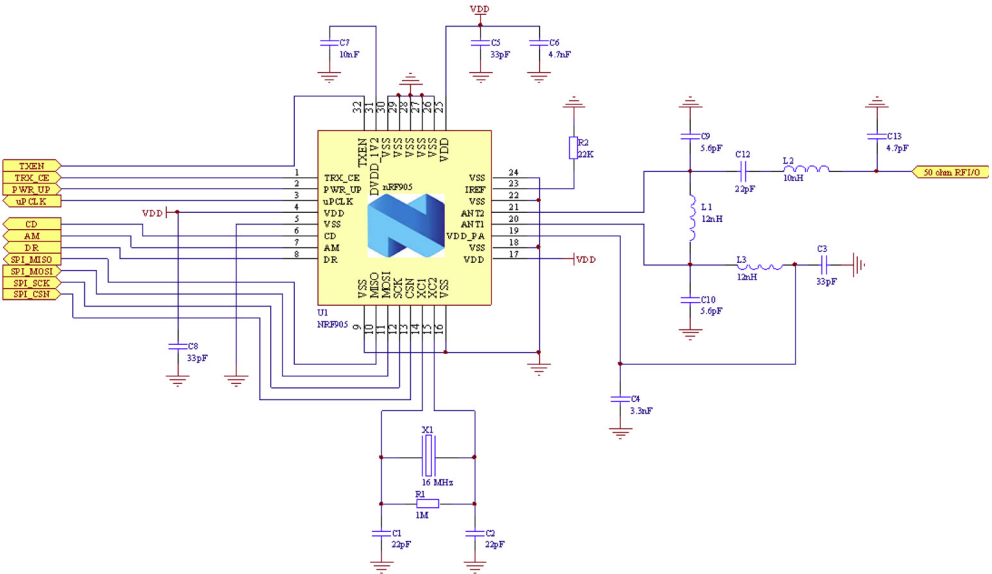 VDD
C7
10nF
C5
33pF
C6
4.7nF
32
31
30
29
28
27
26
25
TXEN
DVDD_1V2
VSS
VSS
VSS
VSS
VSS
VDD
R2
22K
C9
5.6pF
C13
4.7pF
C12
22pF
L2
10nH
50 ohm RFI/O
TXEN
TRX_CE
PWR_UP
uPCLK
CD
AM
DR
SPI_MISO
SPI_MOSI
SPI_SCK
SPI_CSN
VDD
1 TRX_CE
2 PWR_UP
3 uPCLK
4 VDD
5 VSS
6 CD
7 AM
8 DR
nRF905
VSS 24
IREF 23
VSS 22
ANT2 21
ANT1 20
VDD_PA 19
VSS 18
VDD 17
VDD
L1
12nH
L3
12nH
C3
33pF
C10
5.6pF
VSS
MISO
MOSI
SCK
CSN
XC1
XC2
VSS
U1
NRF905
9
10
11
12
13
14
15
16
C8
33pF
C4
3.3nF
X1
16 MHz
R1
1M
C1
22pF
C2
22pF